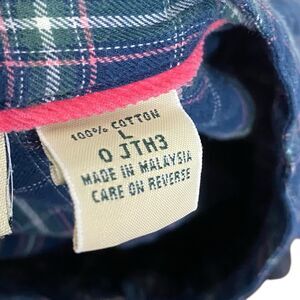 100% COTTON
L
0 JTH3
MADE IN MALAYSIA
CARE ON REVERSE